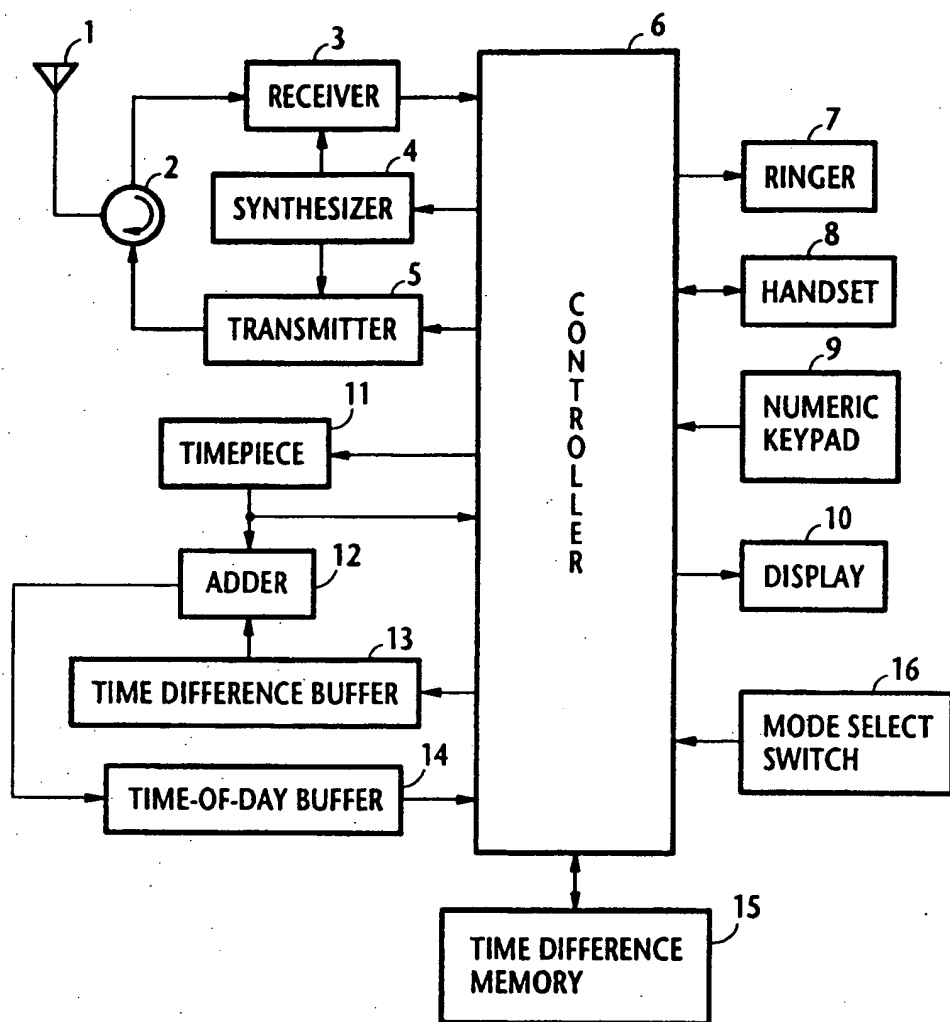 1
3
RECEIVER
2
4
SYNTHESIZER
5
TRANSMITTER
6
CONTROLLER
7
RINGER
8
HANDSET
9
NUMERIC
KEYPAD
10
DISPLAY
16
MODE SELECT
SWITCH
11
TIMEPIECE
ADDER
12
13
TIME DIFFERENCE BUFFER
14
TIME-OF-DAY BUFFER
15
TIME DIFFERENCE
MEMORY